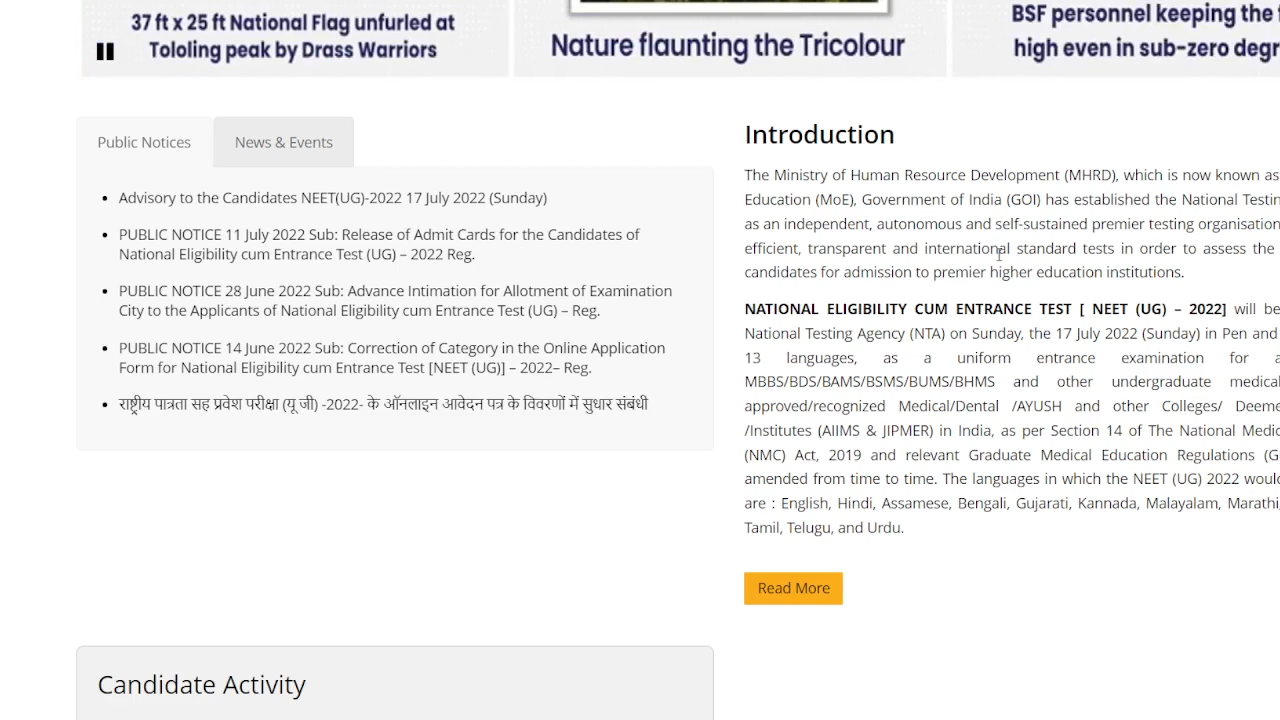 37 ft x 25 ft National Flag unfurled at
Tololing peak by Drass Warriors
Nature flaunting the Tricolour
BSF personnel keeping the
high even in sub-zero
Public Notices
News & Events
Advisory to the Candidates NEET(UG)-2022 17 July 2022 (Sunday)
PUBLIC NOTICE 11 July 2022 Sub: Release of Admit Cards for the Candidates of
National Eligibility cum Entrance Test (UG) – 2022 Reg.
PUBLIC NOTICE 28 June 2022 Sub: Advance Intimation for Allotment of Examination
City to the Applicants of National Eligibility cum Entrance Test (UG) – Reg.
PUBLIC NOTICE 14 June 2022 Sub: Correction of Category in the Online Application
Form for National Eligibility cum Entrance Test [NEET (UG)] – 2022– Reg.
राष्ट्रीय पात्रता सह प्रवेश परीक्षा (यू जी) -2022- के ऑनलाइन आवेदन पत्र के विवरणों में सुधार संबंधी
Introduction
The Ministry of Human Resource Development (MHRD), which is now known as
Education (MoE), Government of India (GOI) has established the National
as an independent, autonomous and self-sustained premier testing organisation
efficient, transparent and international standard tests in order to assess the
candidates for admission to premier higher education institutions.
NATIONAL ELIGIBILITY CUM ENTRANCE TEST [ NEET (UG) – 2022] will be
National Testing Agency (NTA) on Sunday, the 17 July 2022 (Sunday) in Pen and
13 languages, as a uniform entrance examination for
MBBS/BDS/BAMS/BSMS/BUMS/BHMS and other undergraduate medical
approved/recognized Medical/Dental /AYUSH and other Colleges/
/Institutes (AIIMS & JIPMER) in India, as per Section 14 of The National
(NMC) Act, 2019 and relevant Graduate Medical Education Regulations
amended from time to time. The languages in which the NEET (UG) 2022
are : English, Hindi, Assamese, Bengali, Gujarati, Kannada, Malayalam, Marathi,
Tamil, Telugu, and Urdu.
Read More
Candidate Activity